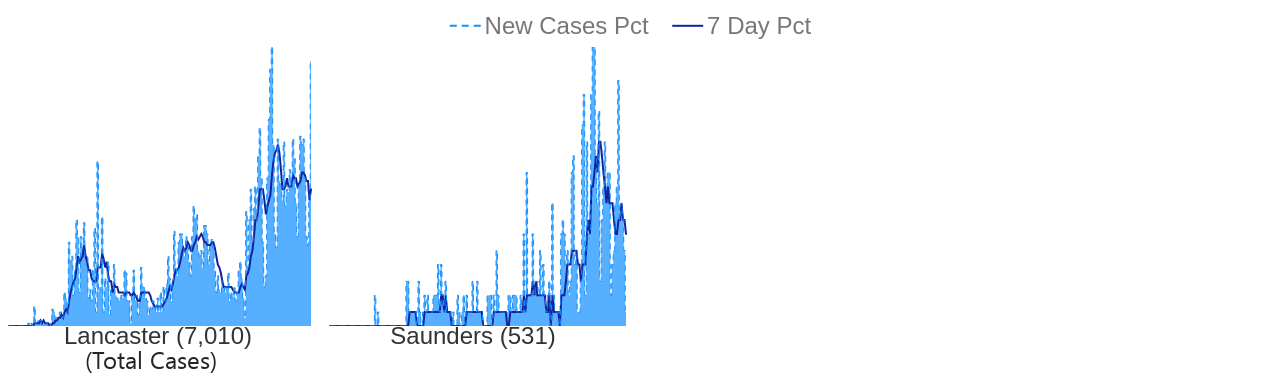 New Cases Pct 7 Day Pct
Lancaster (7,010) Saunders (531)
(Total Cases)